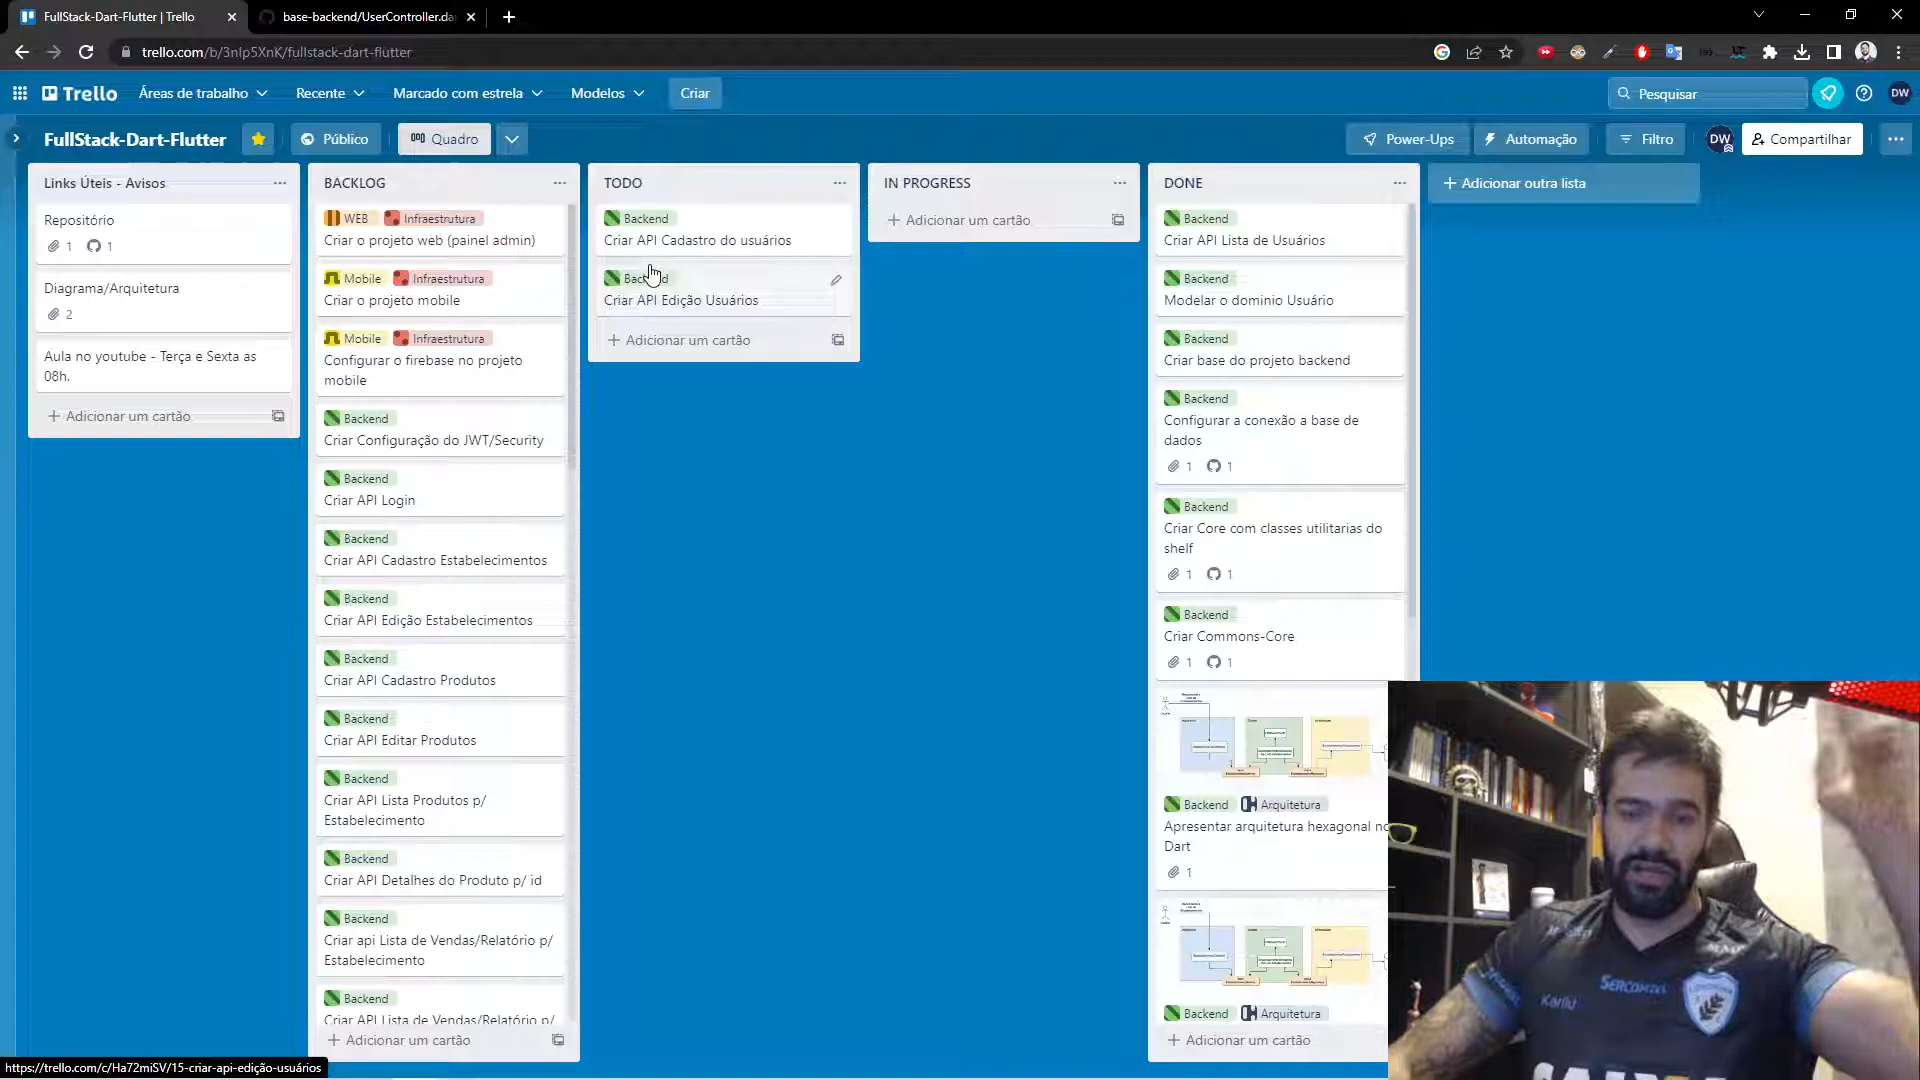 FullStack-Dart-Flutter | Trello
base-backend/UserController.da
trello.com/b/3nIp5XnK/fullstack-dart-flutter
Trello
Áreas de trabalho
Recente
Marcado com estrela
Modelos
Criar
Pesquisar
DW
FullStack-Dart-Flutter
Público
Quadro
Power-Ups
Automação
Filtro
DW
Compartilhar
Links Úteis - Avisos
Repositório
1 1
Diagrama/Arquitetura
2
Aula no youtube - Terça e Sexta as
08h.
Adicionar um cartão
BACKLOG
WEB Infraestrutura
Criar o projeto web (painel admin)
Mobile Infraestrutura
Criar o projeto mobile
Mobile Infraestrutura
Configurar o firebase no projeto
mobile
Backend
Criar Configuração do JWT/Security
Backend
Criar API Login
Backend
Criar API Cadastro Estabelecimentos
Backend
Criar API Edição Estabelecimentos
Backend
Criar API Cadastro Produtos
Backend
Criar API Editar Produtos
Backend
Criar API Lista Produtos p/
Estabelecimento
Backend
Criar API Detalhes do Produto p/ id
Backend
Criar api Lista de Vendas/Relatório p/
Estabelecimento
Backend
Criar API Lista de Vendas/Relatório p/
Adicionar um cartão
TODO
Backend
Criar API Cadastro do usuários
Backend
Criar API Edição Usuários
Adicionar um cartão
IN PROGRESS
Adicionar um cartão
DONE
Backend
Criar API Lista de Usuários
Backend
Modelar o dominio Usuário
Backend
Criar base do projeto backend
Backend
Configurar a conexão a base de
dados
1 1
Backend
Criar Core com classes utilitarias do
shelf
1 1
Backend
Criar Commons-Core
1 1
Backend Arquitetura
Apresentar arquitetura hexagonal no
Dart
1
Backend Arquitetura
Adicionar um cartão
Adicionar outra lista
SERCOMTEL
Karilu
https://trello.com/c/Ha72miSV/15-criar-api-edição-usuários